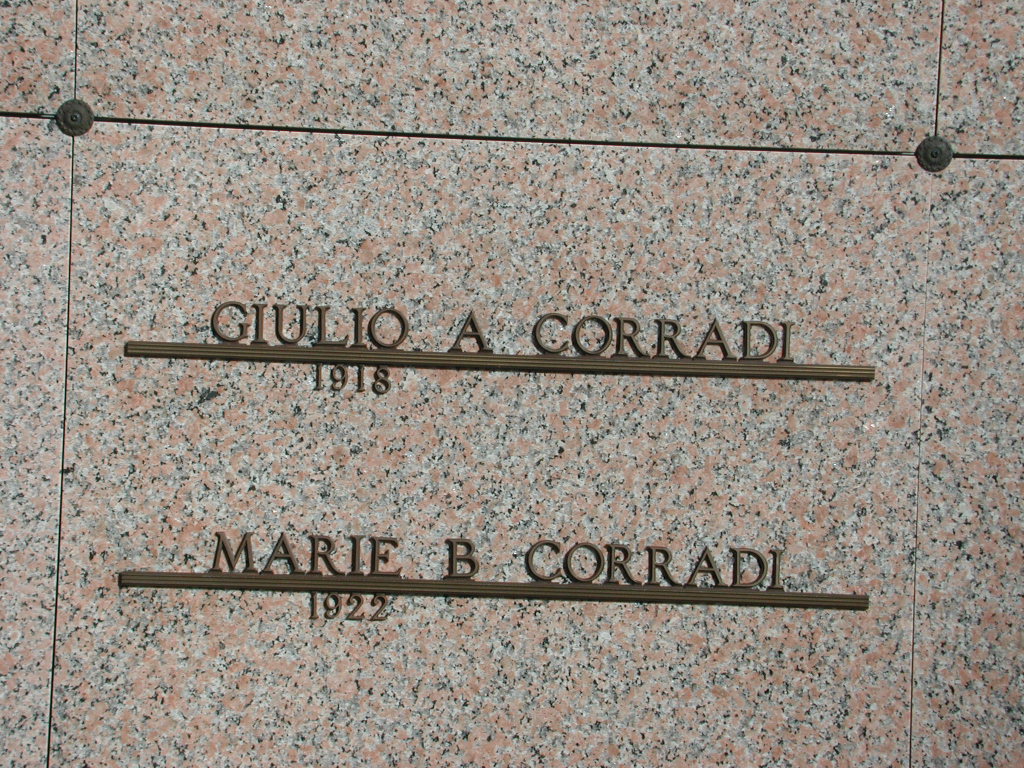 GIULIO A CORRADI
1918
MARIE B CORRADI
1922